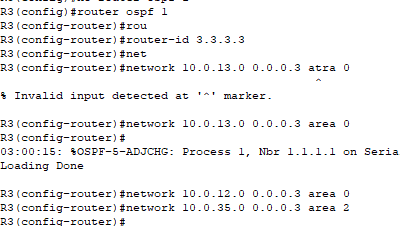 R3(config)#router ospf 1
R3(config-router)#rou
R3(config-router)#router-id 3.3.3.3
R3(config-router)#net
R3(config-router)#network 10.0.13.0 0.0.0.3 atra 0
^
% Invalid input detected at '^' marker.
R3(config-router)#network 10.0.13.0 0.0.0.3 area 0
R3(config-router)#
03:00:15: %OSPF-5-ADJCHG: Process 1, Nbr 1.1.1.1 on Seria
Loading Done
R3(config-router)#network 10.0.12.0 0.0.0.3 area 0
R3(config-router)#network 10.0.35.0 0.0.0.3 area 2
R3(config-router)#